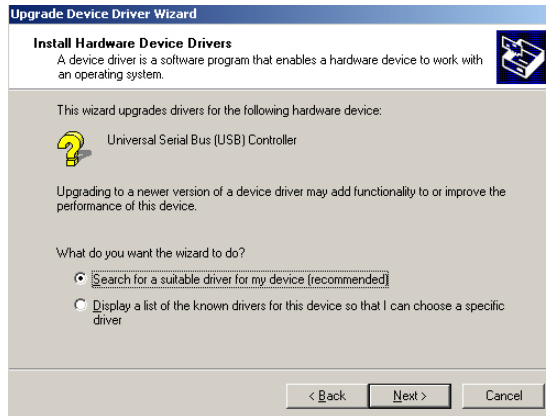 Upgrade Device Driver Wizard
Install Hardware Device Drivers
A device driver is a software program that enables a hardware device to work with
an operating system.
This wizard upgrades drivers for the following hardware device:
Universal Serial Bus (USB) Controller
Upgrading to a newer version of a device driver may add functionality to or improve the
performance of this device.
What do you want the wizard to do?
Search for a suitable driver for my device (recommended)
Display a list of the known drivers for this device so that I can choose a specific
driver
< Back Next > Cancel